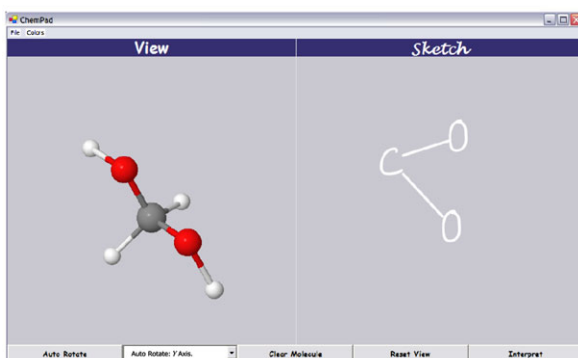 ChemPad
File Colors
View
Sketch
C O
O
Auto Rotate Auto Rotate: Y Axis. Clear Molecule Reset View Interpret